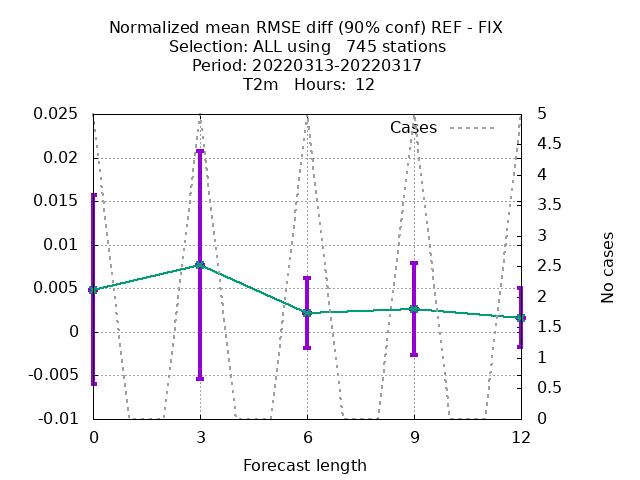 Normalized mean RMSE diff (90% conf) REF - FIX
Selection: ALL using   745 stations
Period: 20220313-20220317
T2m   Hours:  12
Cases
0.025
0.02
0.015
0.01
0.005
0
-0.005
-0.01
5
4.5
4
3.5
3
2.5
2
1.5
1
0.5
0
No cases
0 3 6 9 12
Forecast length